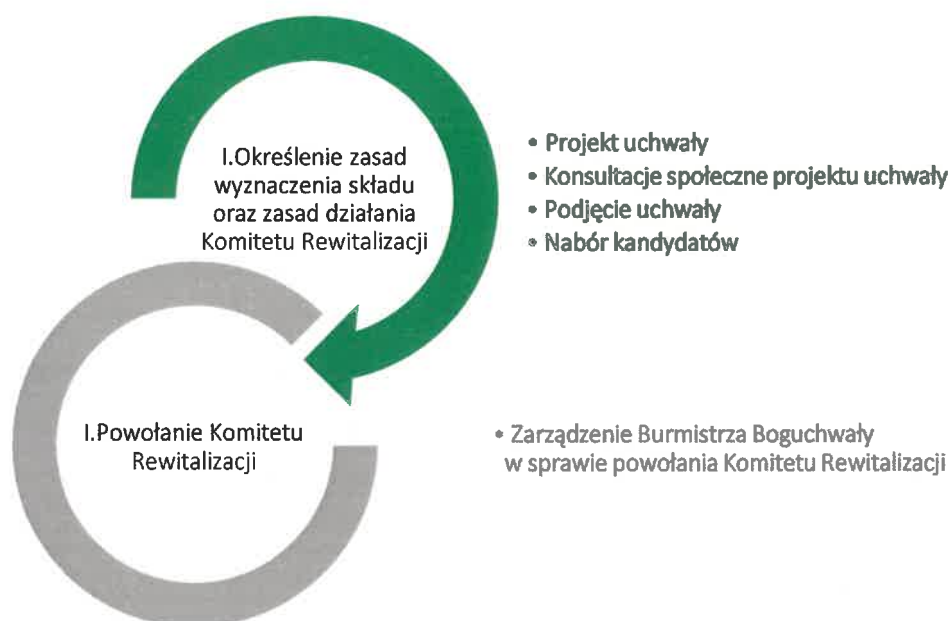 I.Określenie zasad
wyznaczenia składu
oraz zasad działania
Komitetu Rewitalizacji
• Projekt uchwały
• Konsultacje społeczne projektu uchwały
• Podjęcie uchwały
• Nabór kandydatów
I.Powołanie Komitetu
Rewitalizacji
• Zarządzenie Burmistrza Boguchwały
w sprawie powołania Komitetu Rewitalizacji